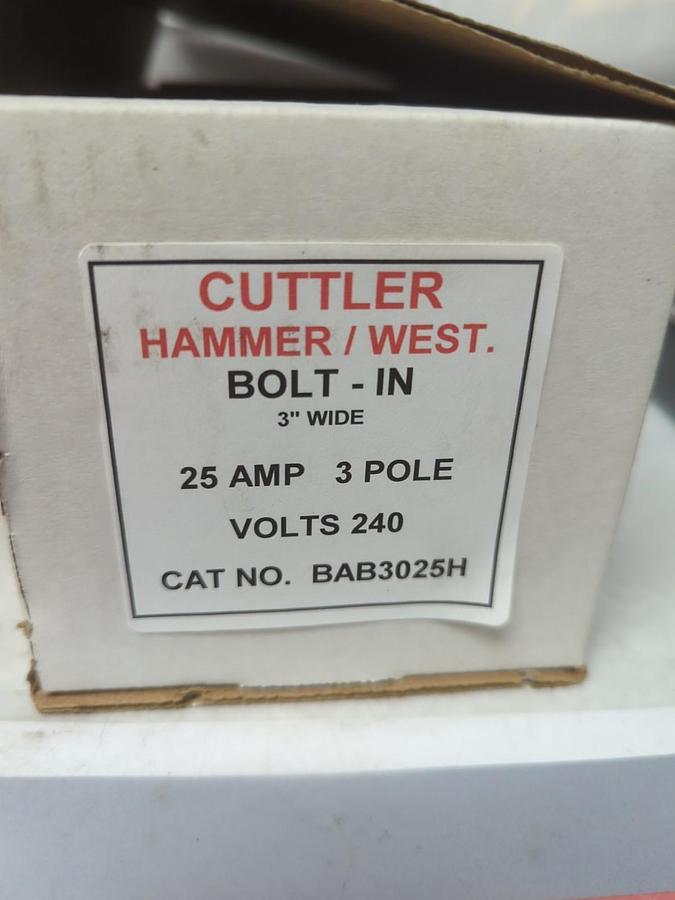 CUTTLER
HAMMER / WEST.
BOLT - IN
3" WIDE
25 AMP 3 POLE
VOLTS 240
CAT NO. BAB3025H